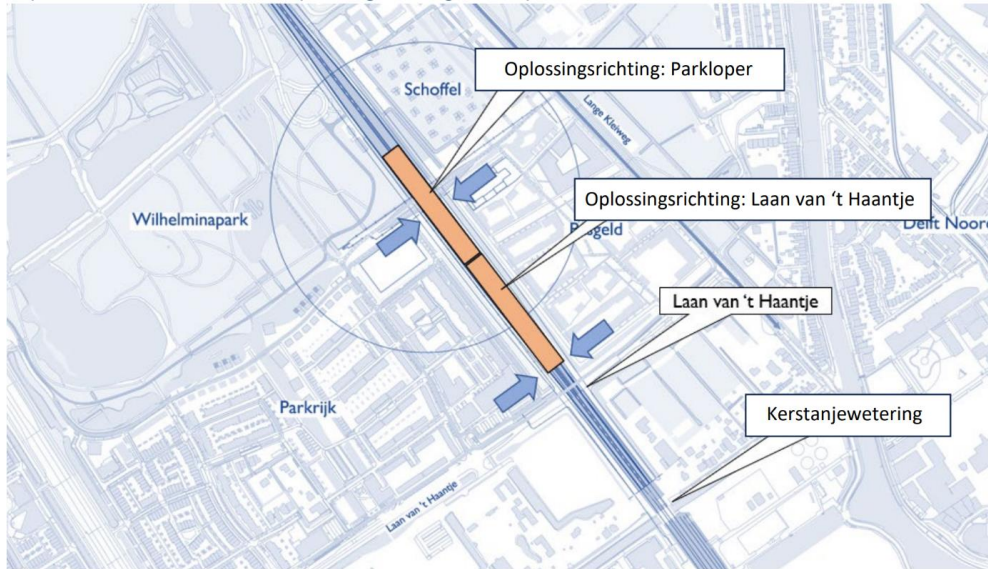 Oplossingsrichting: Parkloper
Schoffel
Lange Kleiweg
Oplossingsrichting: Laan van ‘t Haantje
Wilhelminapark
Delft Noor
Laan van ‘t Haantje
Parkrijk
Kerstanjewetering
Laan van ‘t Haantje